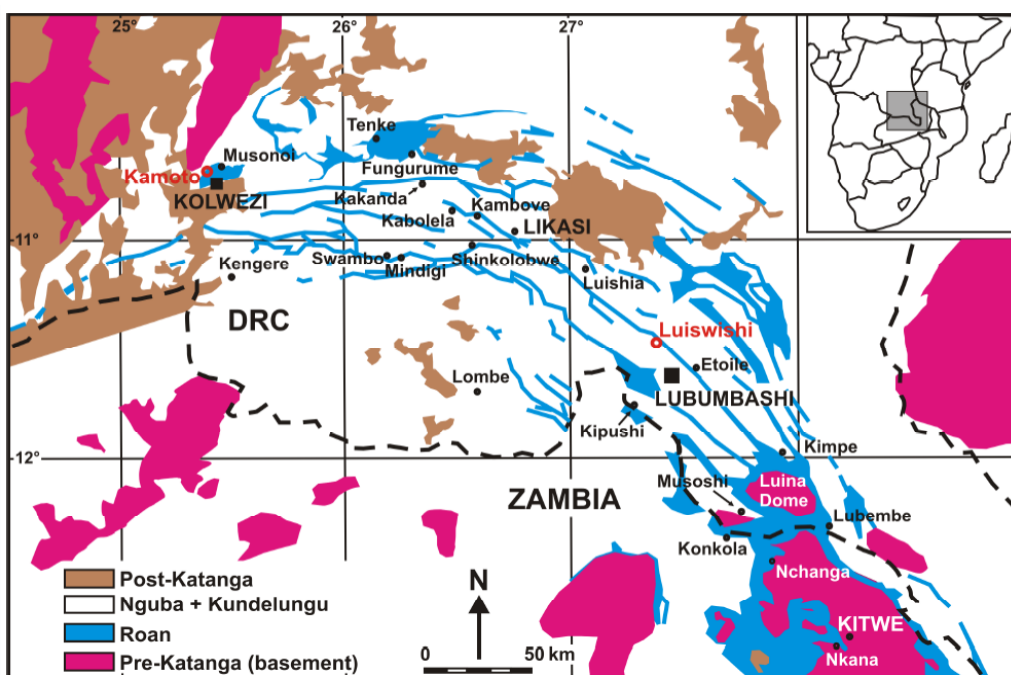 25°
26
27°
Tenke
Musonoi
Kamoto
Fungurume
KOLWEZI
Kakanda
Kambove
Kabolela
LIKASI
11°
Swambo
Shinkolobwe
Mindigi
Kengere
Luishia
DRC
Luiswishi
Etoile
Lombe
LUBUMBASHI
Kipushi
12°
Kimpe
Musoshi
Luina
Dome
ZAMBIA
Lubembe
Konkola
Nchanga
Post-Katanga
Nguba + Kundelungu
Roan
Pre-Katanga (basement)
N
0 50 km
KITWE
Nkana